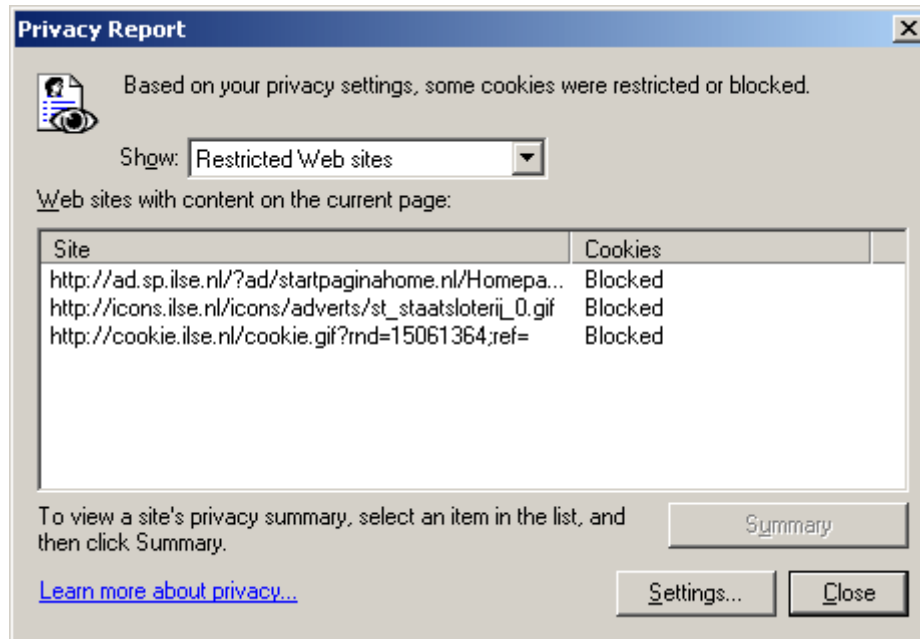 Privacy Report
Based on your privacy settings, some cookies were restricted or blocked.
Show: Restricted Web sites
Web sites with content on the current page:
Site Cookies
http://ad.sp.ilse.nl/?ad/startpaginahome.nl/Homepa... Blocked
http://icons.ilse.nl/icons/adverts/st_staatsloterij_0.gif Blocked
http://cookie.ilse.nl/cookie.gif?rnd=15061364;ref= Blocked
To view a site's privacy summary, select an item in the list, and
then click Summary.
Summary
Learn more about privacy...
Settings...
Close